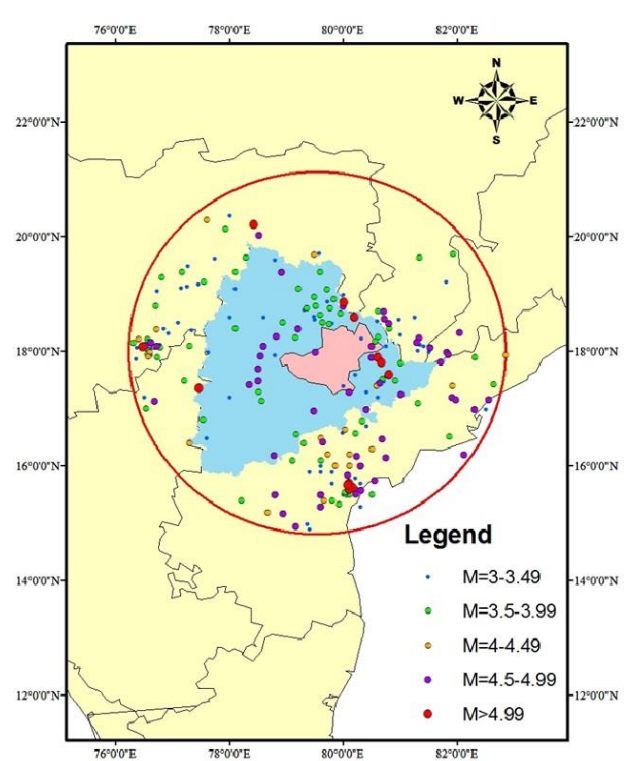 76°0'0"E 78°0'0"E 80°0'0"E 82°0'0"E
N
W E
S
22°0'0"N 22°0'0"N
20°0'0"N 20°0'0"N
18°0'0"N 18°0'0"N
16°0'0"N 16°0'0"N
Legend
M=3-3.49
14°0'0"N 14°0'0"N
M=3.5-3.99
M=4-4.49
M=4.5-4.99
12°0'0"N 12°0'0"N
M>4.99
76°0'0"E 78°0'0"E 80°0'0"E 82°0'0"E